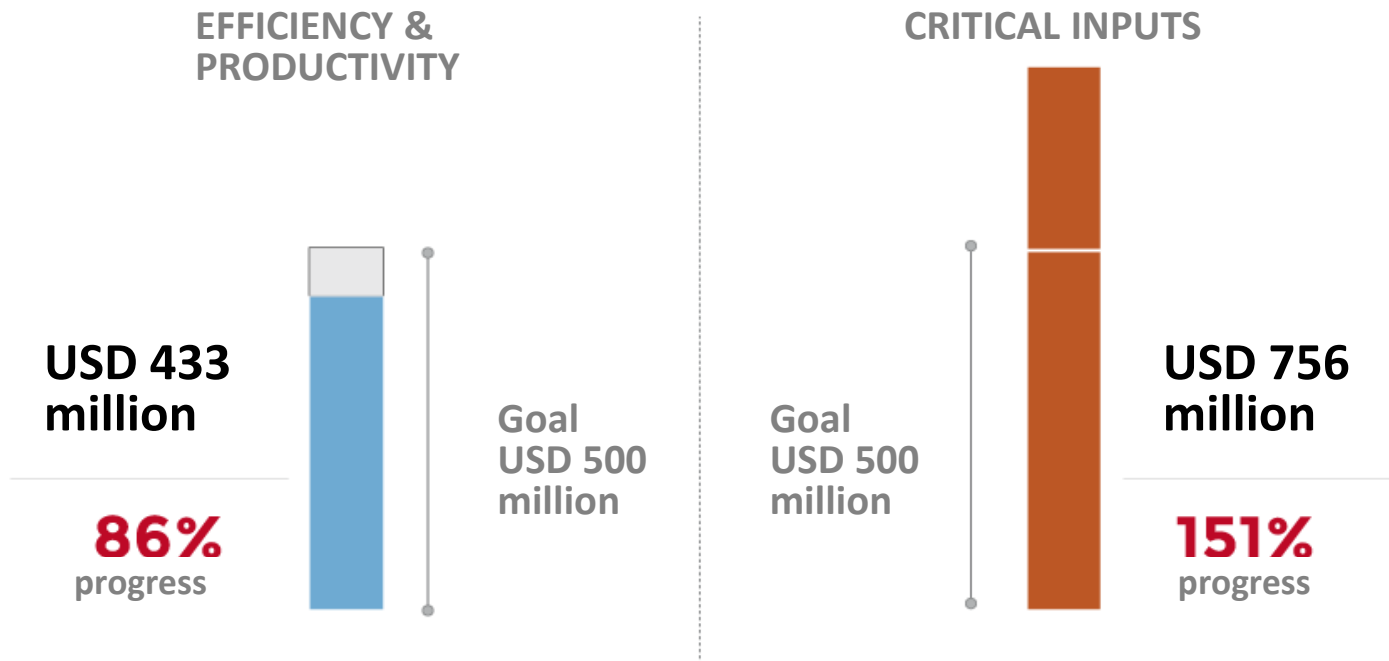 EFFICIENCY &
PRODUCTIVITY
USD 433
million
86%
progress
Goal
USD 500
million
CRITICAL INPUTS
Goal
USD 500
million
USD 756
million
151%
progress